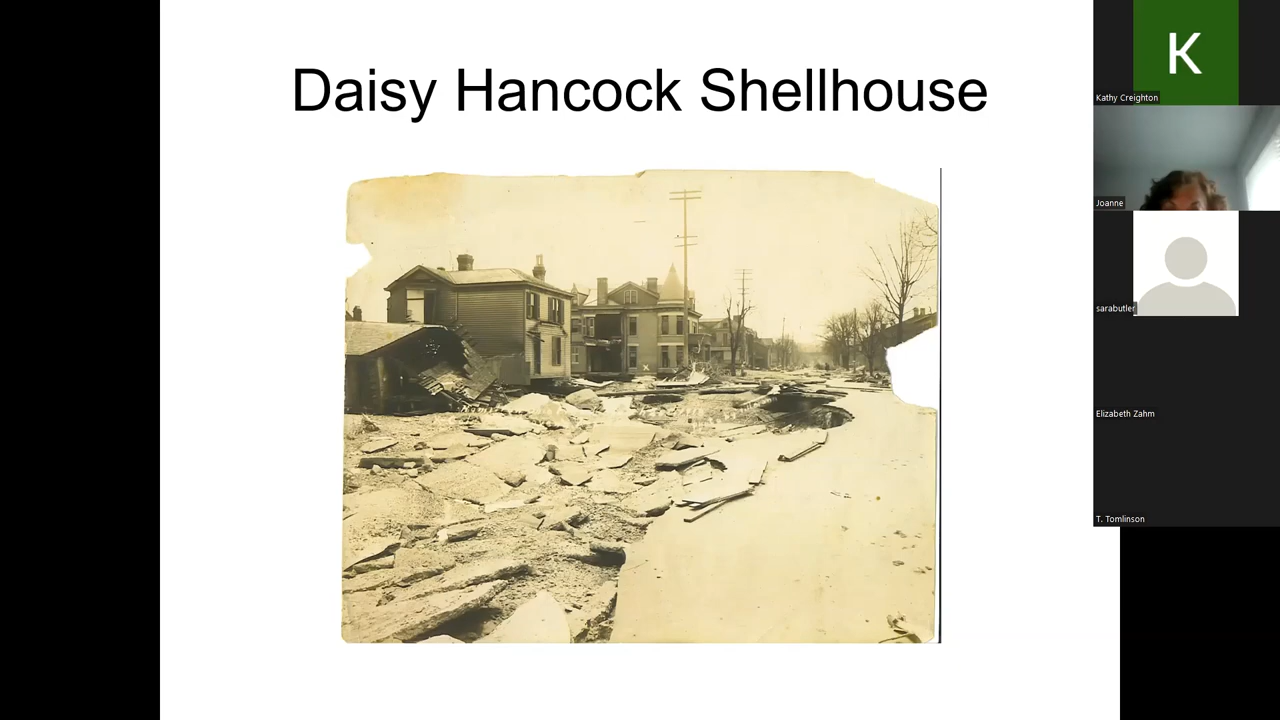 Daisy Hancock Shellhouse
K
Kathy Creighton
Joanne
sarabutler
Elizabeth Zahm
T. Tomlinson
x